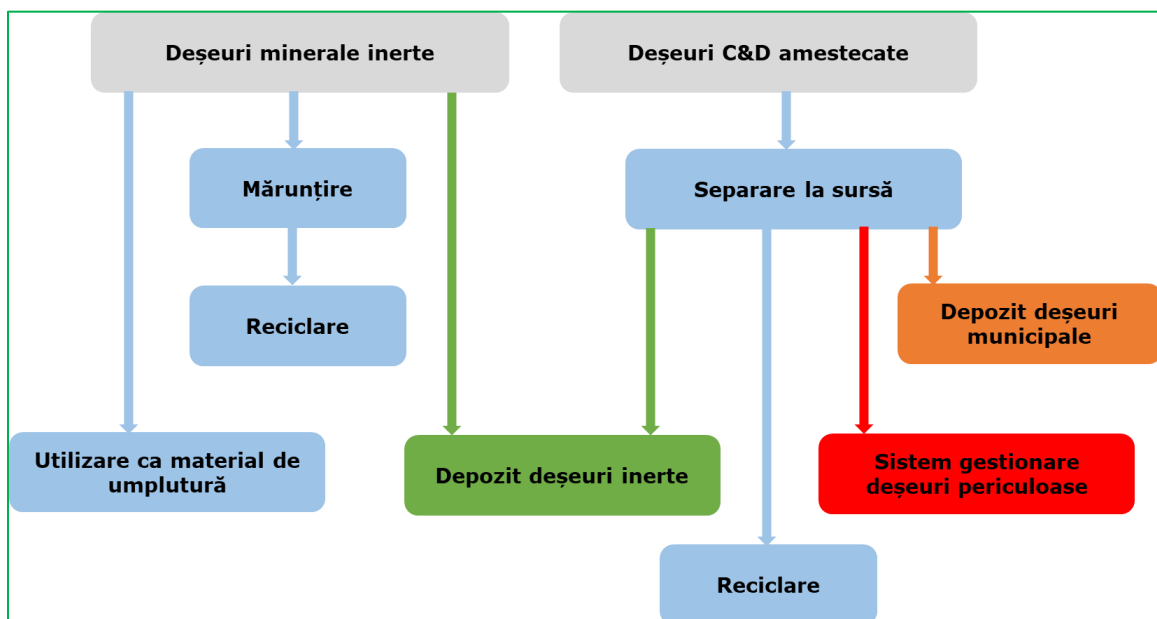 Deșeuri minerale inerte
Deșeuri C&D amestecate
Mărunțire
Separare la sursă
Reciclare
Depozit deșeuri
municipale
Utilizare ca material de
umplutură
Depozit deșeuri inerte
Sistem gestionare
deșeuri periculoase
Reciclare